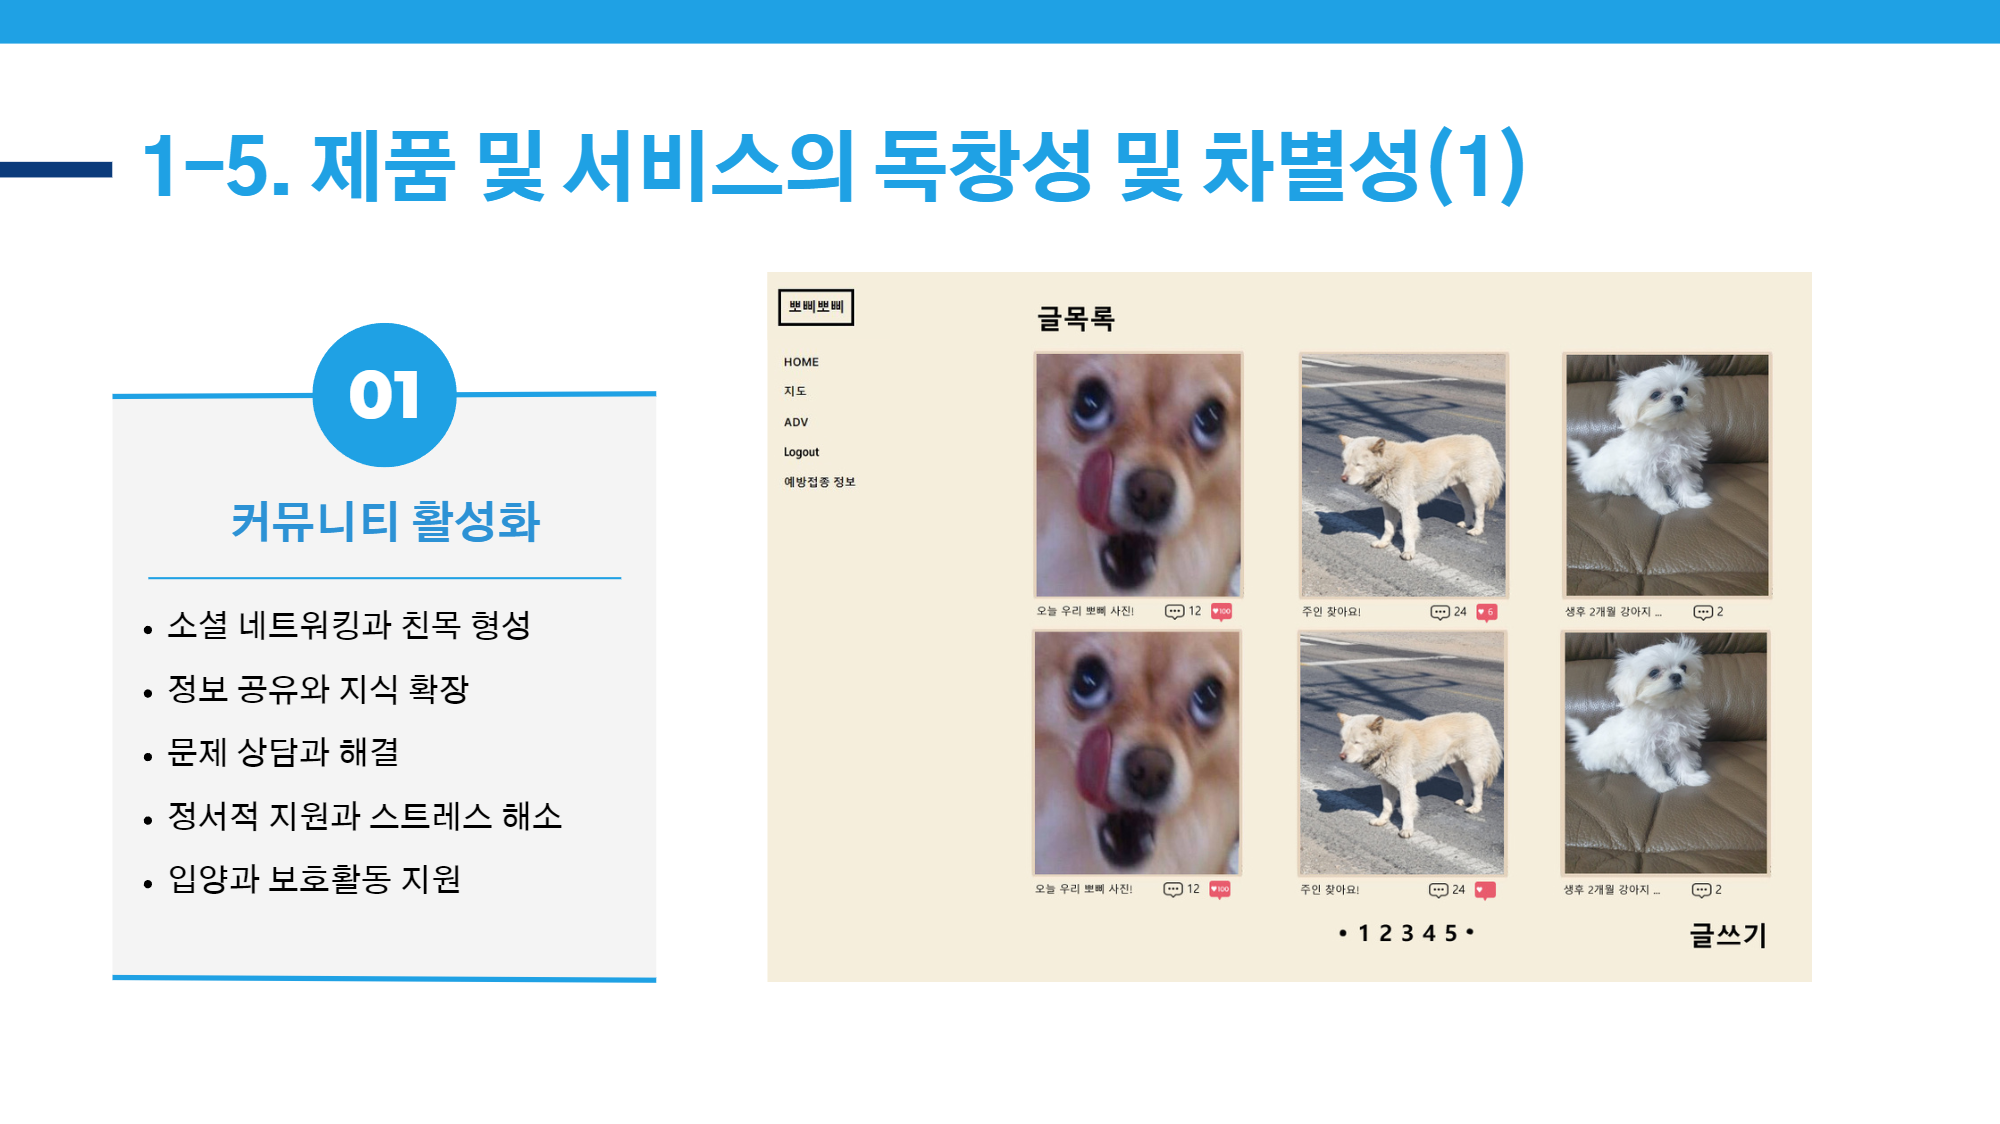 1-5. 제품 및 서비스의 독창성 및 차별성(1)
01
커뮤니티 활성화
• 소셜 네트워킹과 친목 형성
• 정보 공유와 지식 확장
• 문제 상담과 해결
• 정서적 지원과 스트레스 해소
• 입양과 보호활동 지원
뽀삐뽀삐
HOME
지도
ADV
Logout
예방접종 정보
글목록
오늘 우리 뽀삐 사진! 12 100
주인 찾아요! 24 6
생후 2개월 강아지 ... 2
오늘 우리 뽀삐 사진! 12 100
주인 찾아요! 24
생후 2개월 강아지 ... 2
• 1 2 3 4 5 •
글쓰기